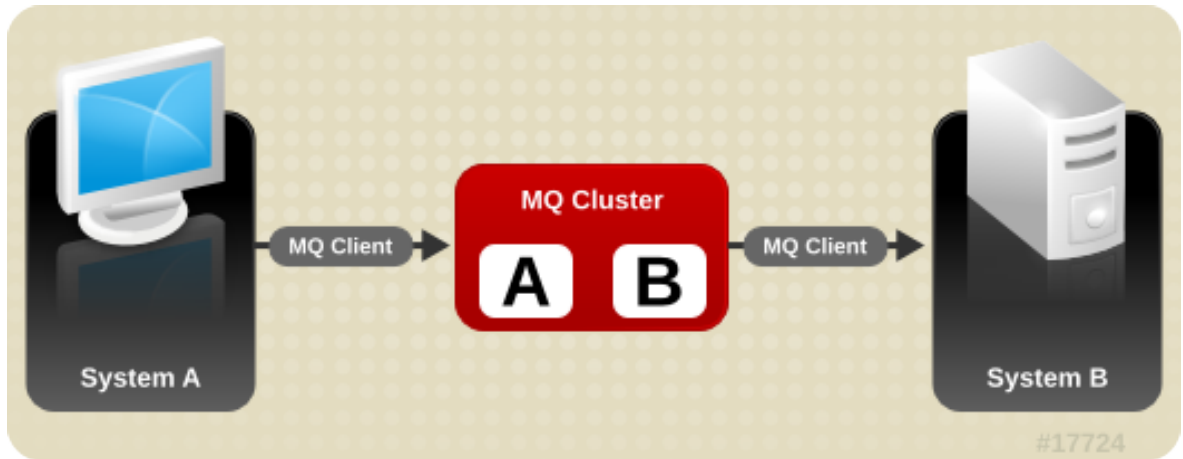 MQ Cluster
MQ Client
A
B
MQ Client
System A
System B
#17724